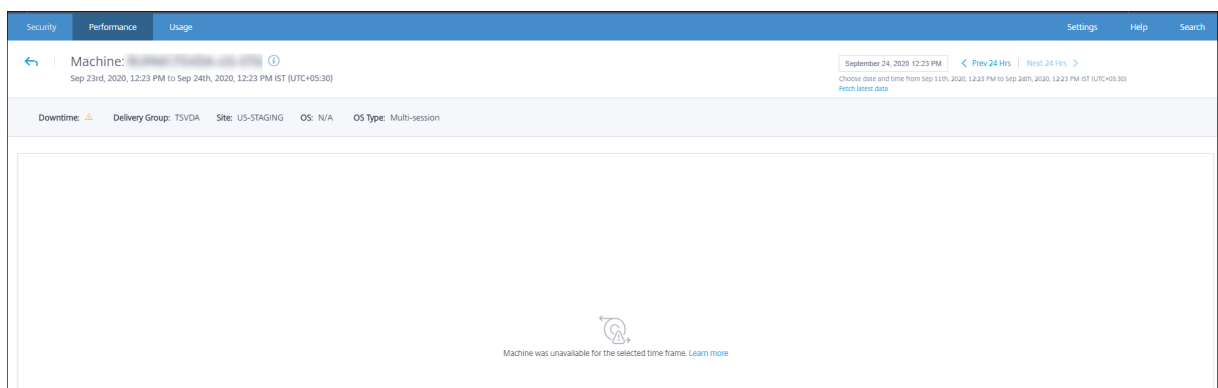 Security Performance Usage Settings Help Search
Machine:
September 24, 2020 12:23 PM Prev 24 Hrs Next 24 Hrs
Sep 23rd, 2020, 12:23 PM to Sep 24th, 2020, 12:23 PM IST (UTC+05:30)
Choose date and time from Sep 11th, 2020, 12:23 PM to Sep 24th, 2020, 12:23 PM IST (UTC+05:30)
Fetch latest data
Downtime: Delivery Group: TSVDA Site: US-STAGING OS: N/A OS Type: Multi-session
Machine was unavailable for the selected time frame. Learn more